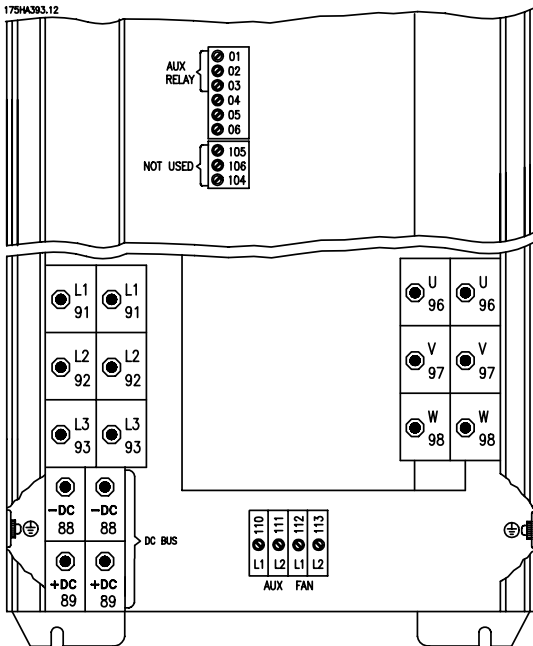 175HA393.12
AUX
RELAY
01
02
03
04
05
06
NOT USED
105
106
104
L1
91
L1
91
L2
92
L2
92
L3
93
L3
93
-DC
88
-DC
88
+DC
89
+DC
89
DC BUS
U
96
U
96
V
97
V
97
W
98
W
98
110 111 112 113
L1 L2 L1 L2
AUX FAN